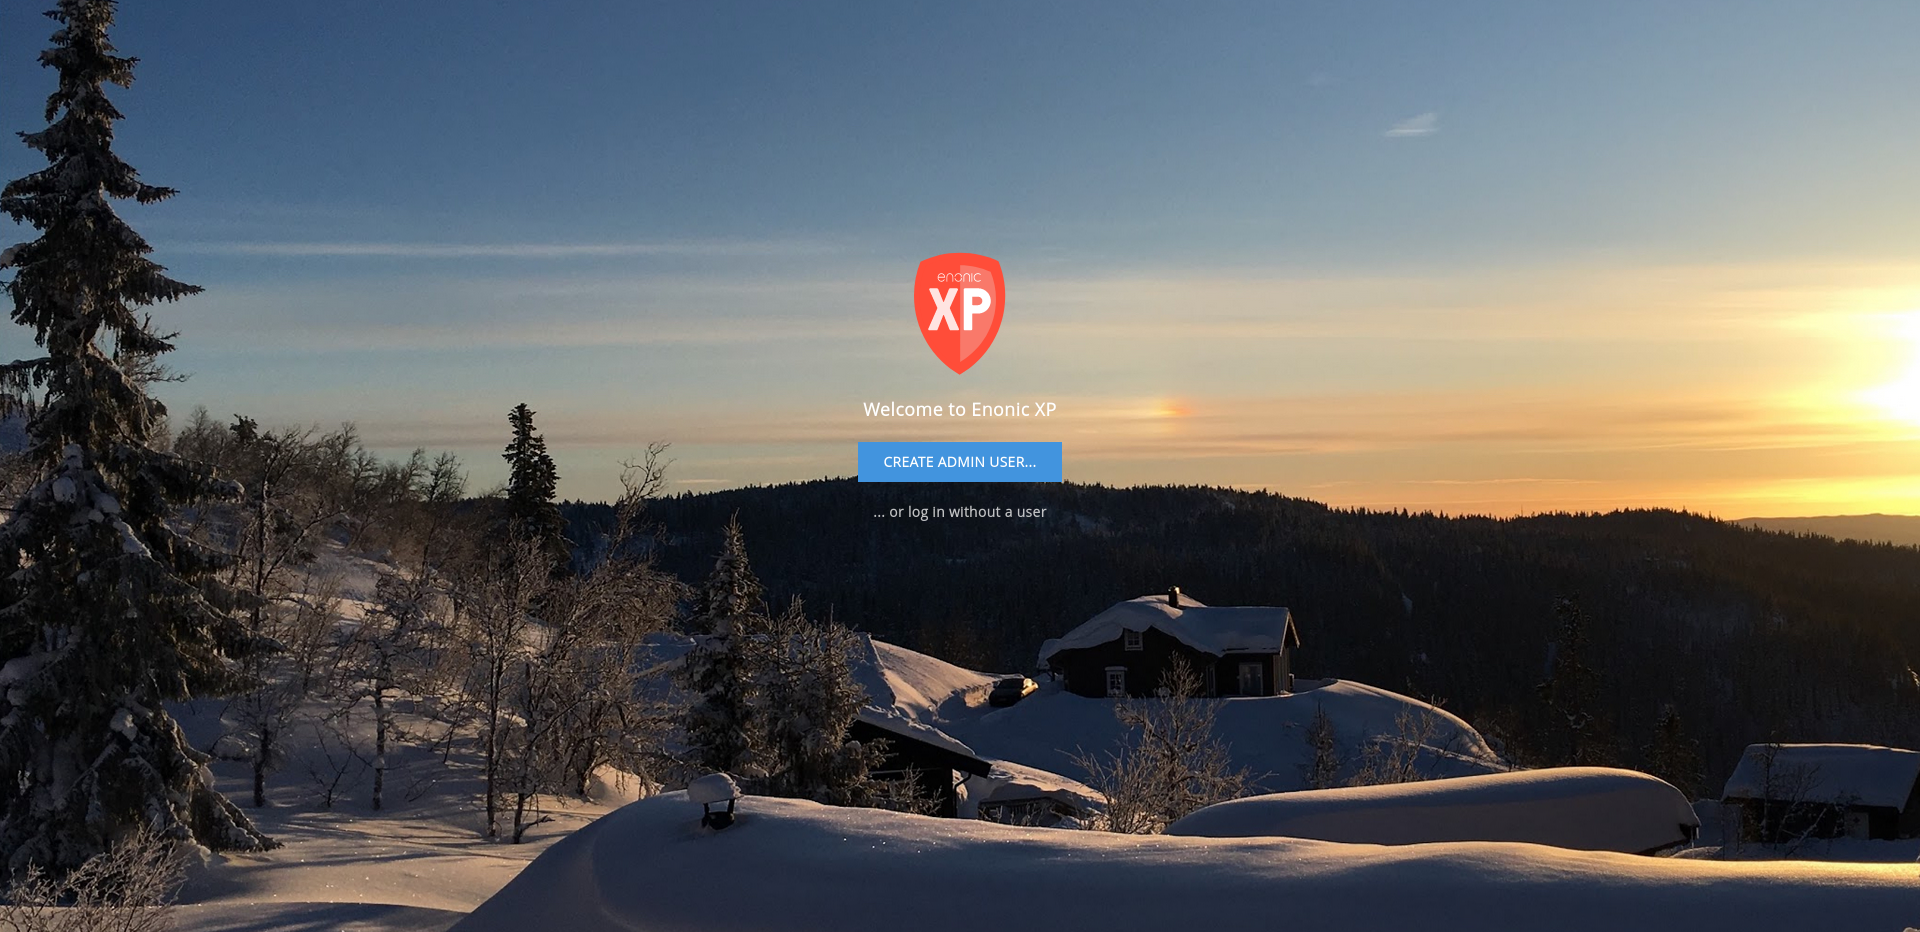 enonic
XP
Welcome to Enonic XP
CREATE ADMIN USER...
... or log in without a user